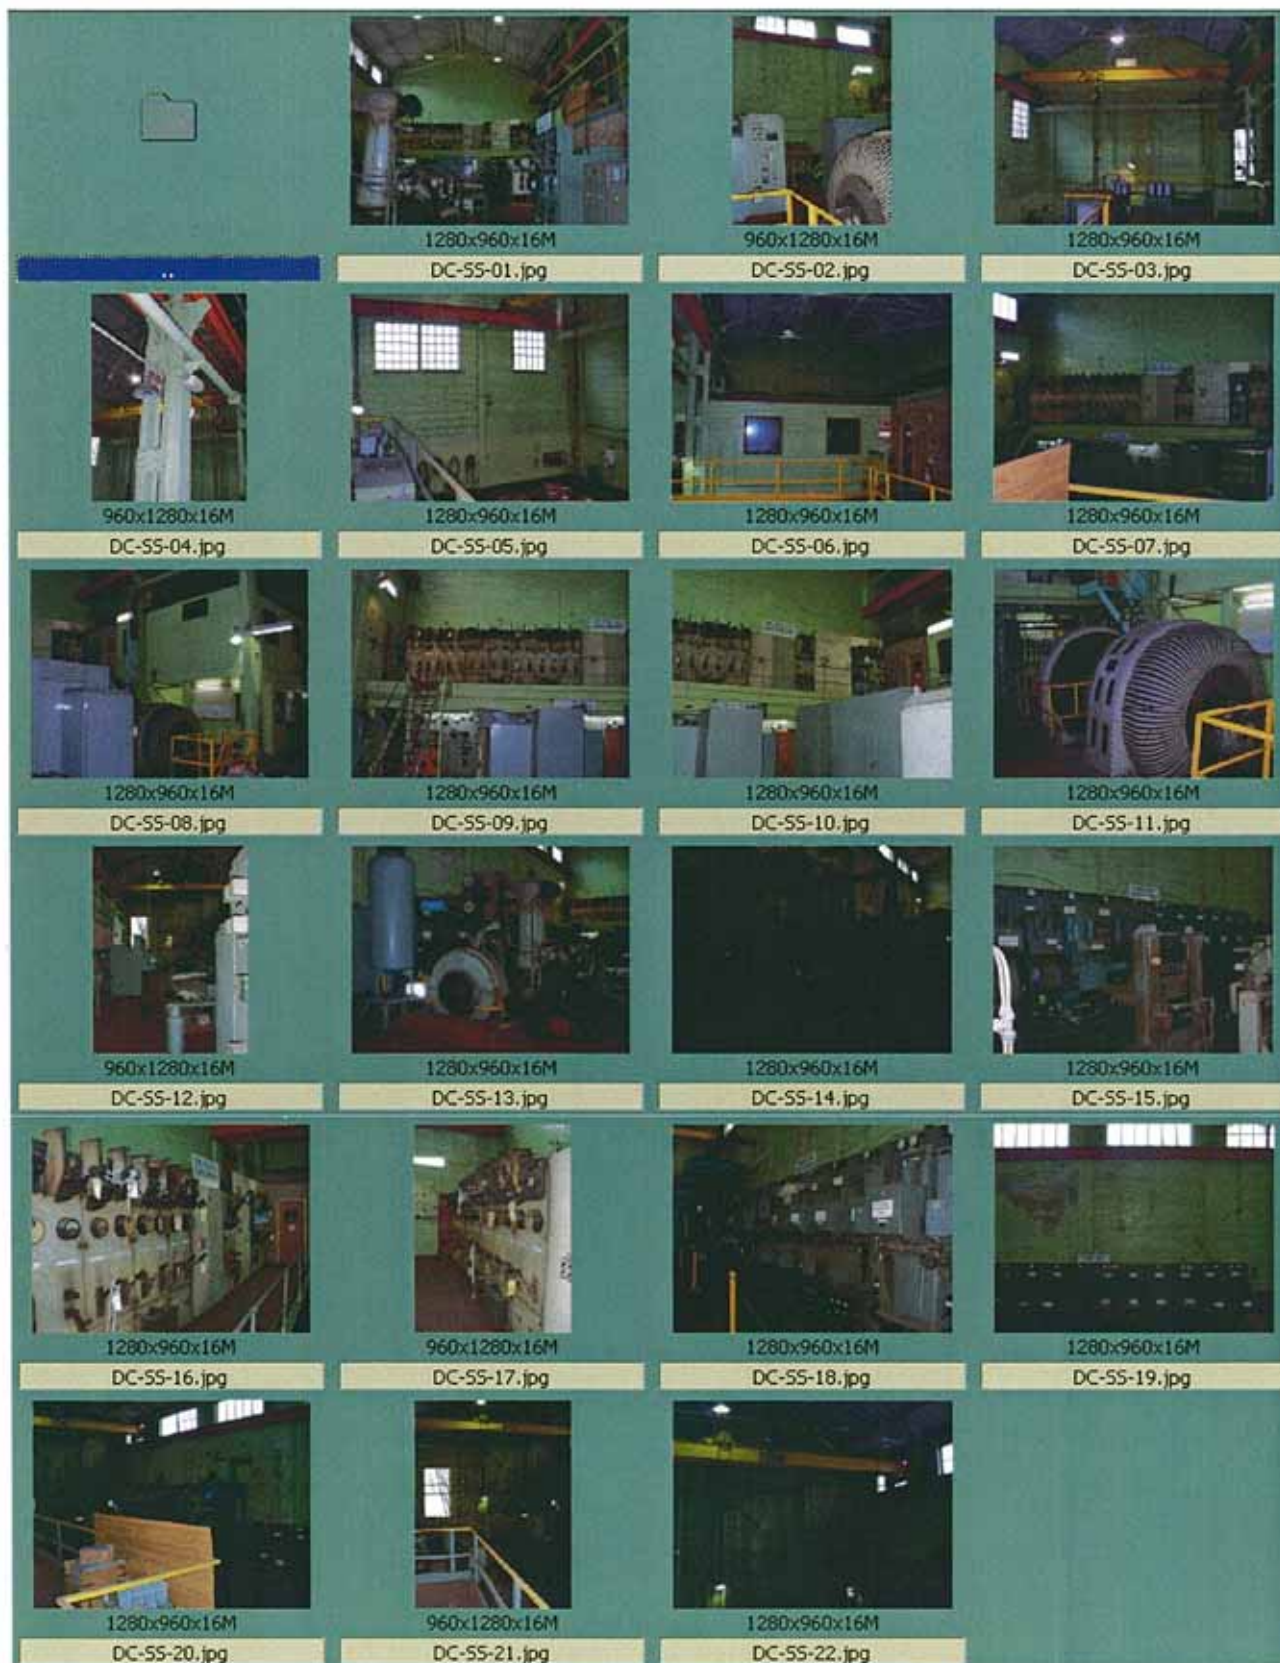 1280x960x16M 960x1280x16M 1280x960x16M
.. DC-SS-01.jpg DC-SS-02.jpg DC-SS-03.jpg
960x1280x16M 1280x960x16M 1280x960x16M 1280x960x16M
DC-SS-04.jpg DC-SS-05.jpg DC-SS-06.jpg DC-SS-07.jpg
1280x960x16M 1280x960x16M 1280x960x16M 1280x960x16M
DC-SS-08.jpg DC-SS-09.jpg DC-SS-10.jpg DC-SS-11.jpg
960x1280x16M 1280x960x16M 1280x960x16M 1280x960x16M
DC-SS-12.jpg DC-SS-13.jpg DC-SS-14.jpg DC-SS-15.jpg
1280x960x16M 960x1280x16M 1280x960x16M 1280x960x16M
DC-SS-16.jpg DC-SS-17.jpg DC-SS-18.jpg DC-SS-19.jpg
1280x960x16M 960x1280x16M 1280x960x16M
DC-SS-20.jpg DC-SS-21.jpg DC-SS-22.jpg